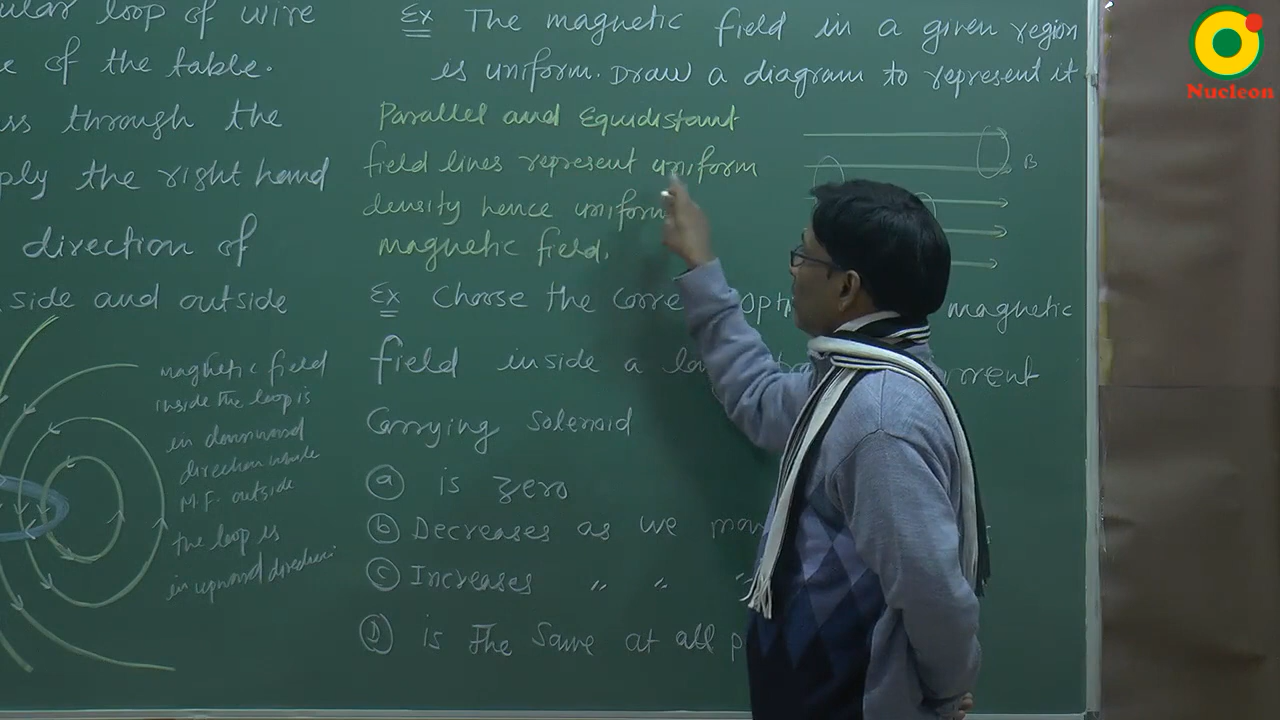 ular loop of wire
e of the table.
ss through the
ply the right hand
direction of
side and outside
magnetic field
inside the loop is
in downward
direction inside
M.F. outside
the loop is
in upward direction
Ex The magnetic field in a given region
is uniform. Draw a diagram to represent it
Parallel and Equidistant
field lines represent uniform
density hence uniform
magnetic field.
B
Ex Choose the magnetic
field inside a
Carrying Solenoid
(a) is zero
(b) Decreases as we
(c) Increases " " "
(D) is The Same at all
Nucleon